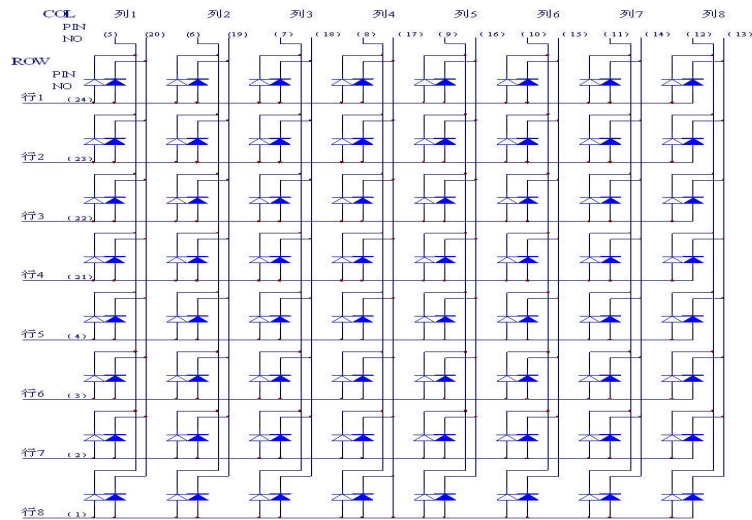 COL 列1 列2 列3 列4 列5 列6 列7 列8
PIN
NO (5) (20) (6) (19) (7) (18) (8) (17) (9) (16) (10) (15) (11) (14) (12) (13)
ROW
PIN
NO
行1 (24)
行2 (23)
行3 (22)
行4 (21)
行5 (4)
行6 (3)
行7 (2)
行8 (1)